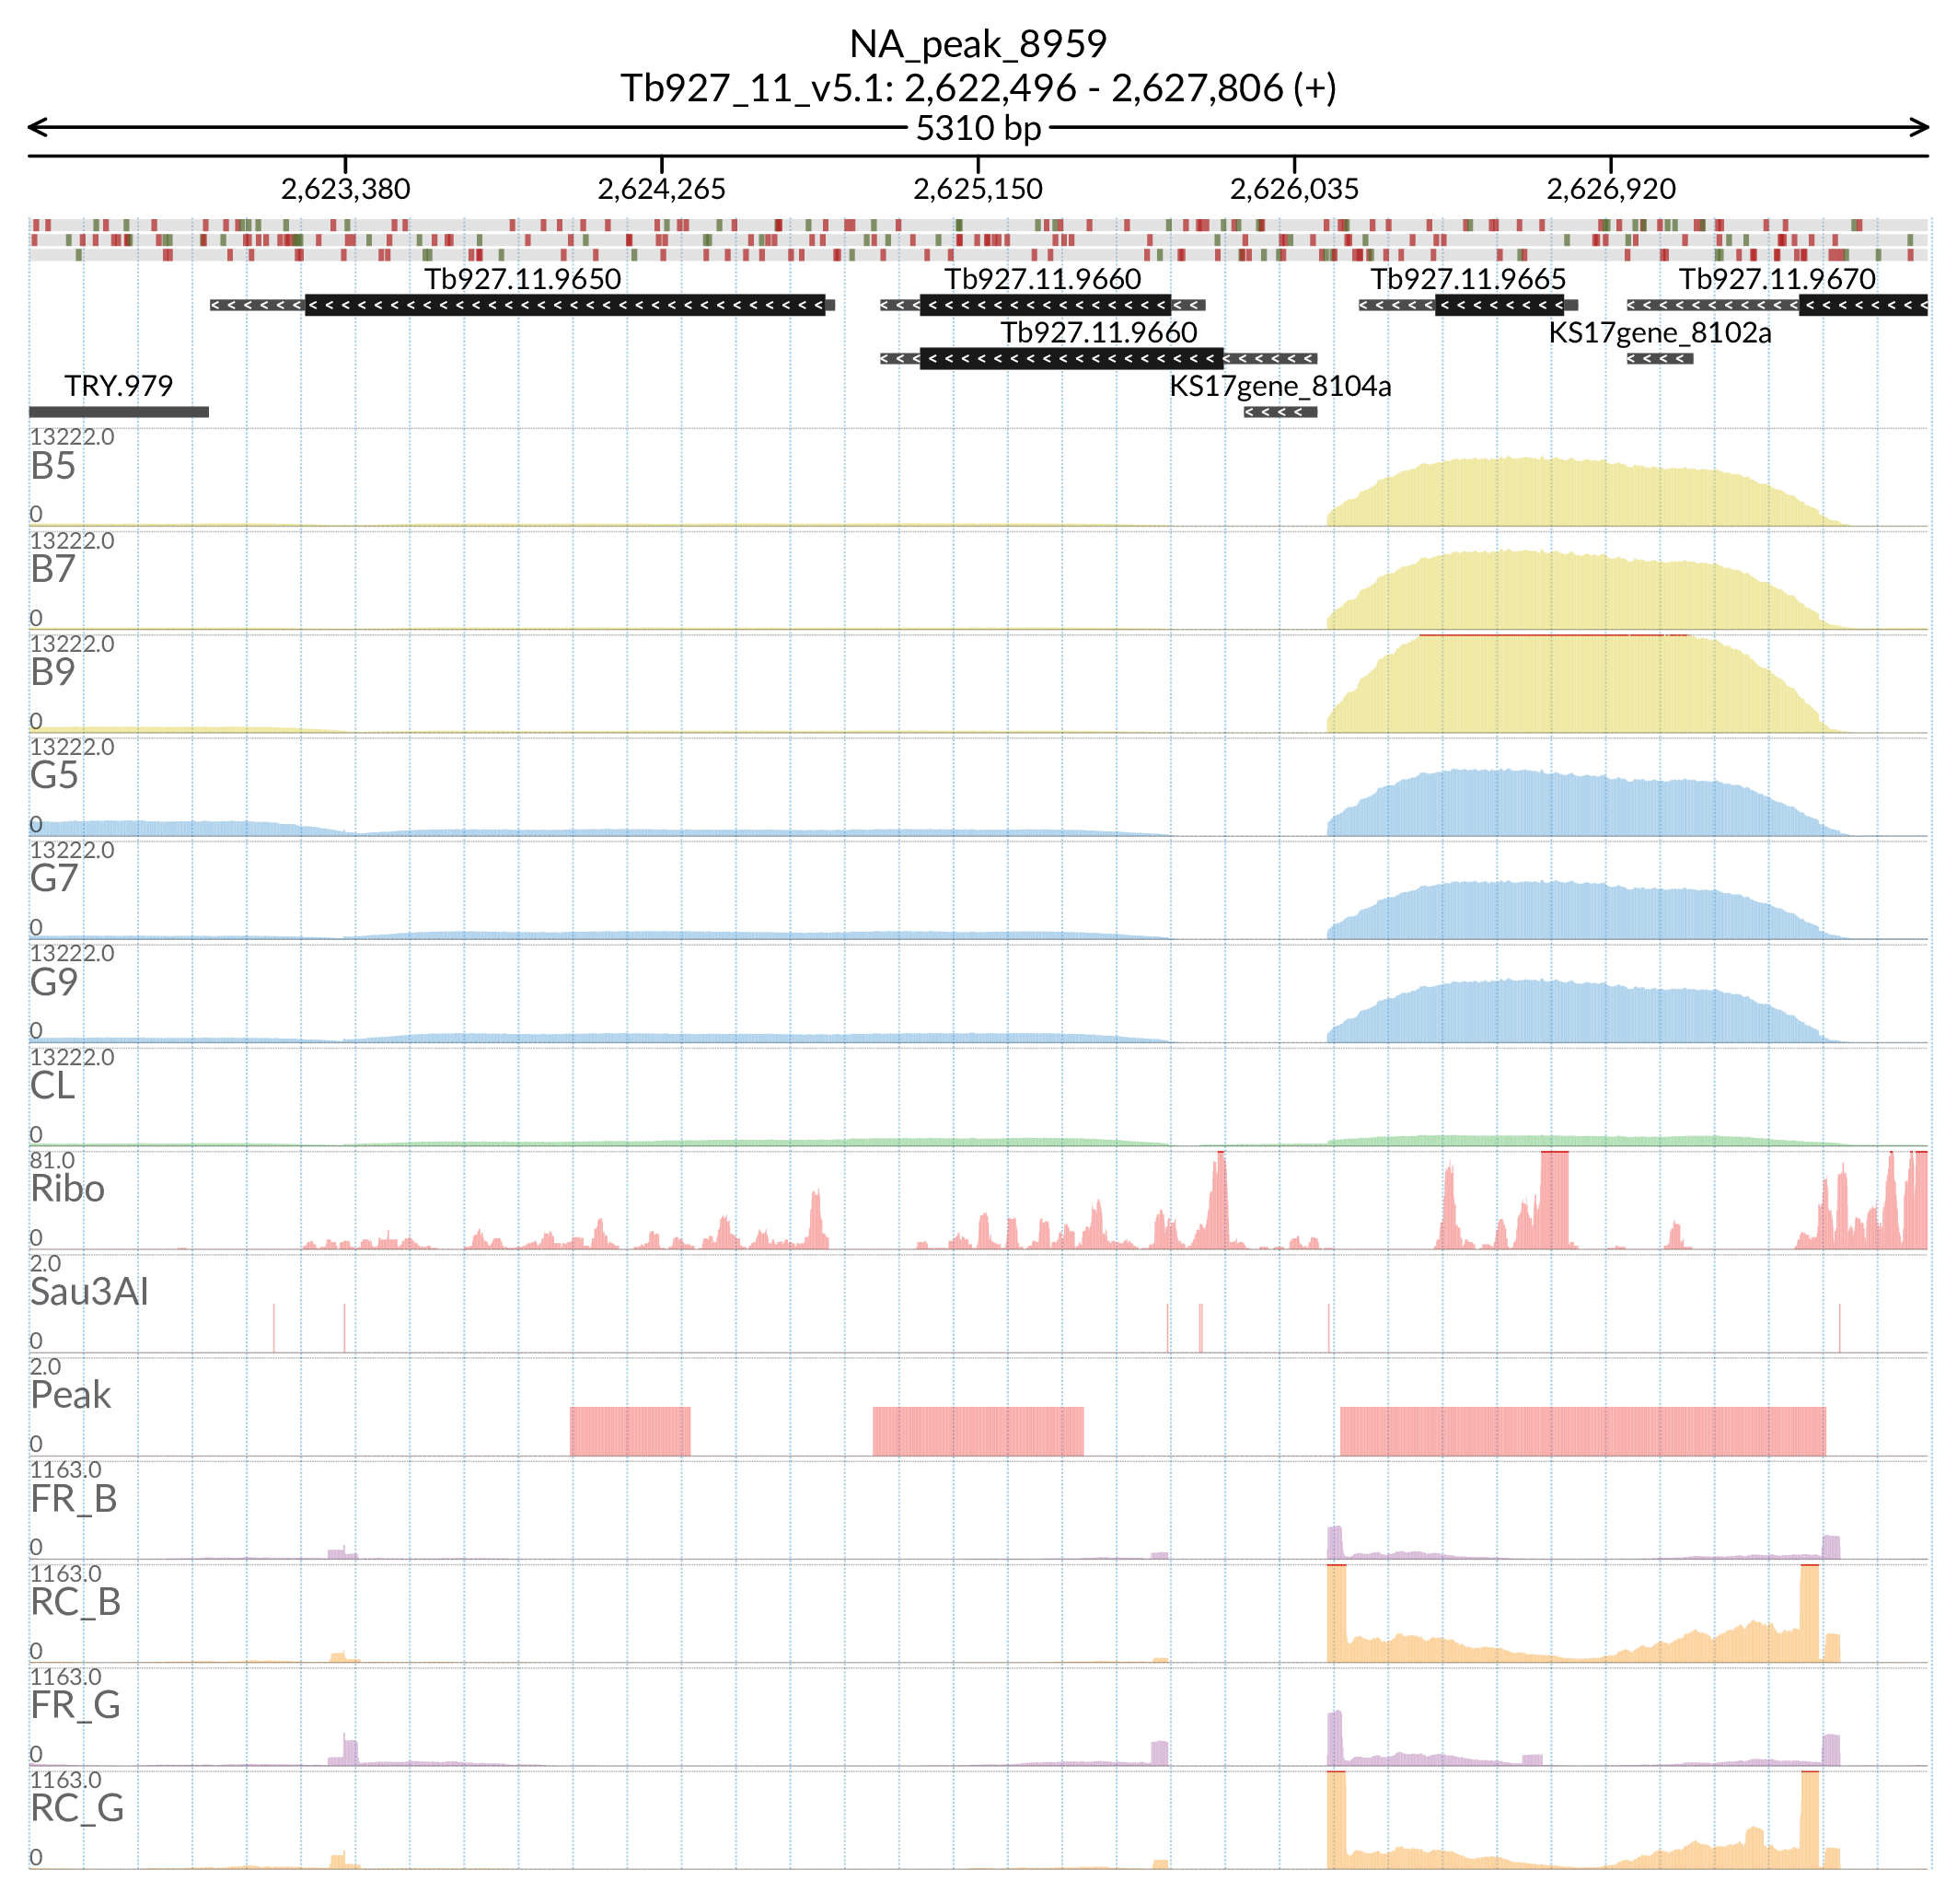 NA_peak_8959
Tb927_11_v5.1: 2,622,496 - 2,627,806 (+)
5310 bp
2,623,380 2,624,265 2,625,150 2,626,035 2,626,920
Tb927.11.9650 Tb927.11.9660 Tb927.11.9665 Tb927.11.9670
Tb927.11.9660 KS17gene_8102a
TRY.979 KS17gene_8104a
13222.0
B5
0
13222.0
B7
0
13222.0
B9
0
13222.0
G5
0
13222.0
G7
0
13222.0
G9
0
13222.0
CL
0
81.0
Ribo
0
2.0
Sau3AI
0
2.0
Peak
0
1163.0
FR_B
0
1163.0
RC_B
0
1163.0
FR_G
0
1163.0
RC_G
0